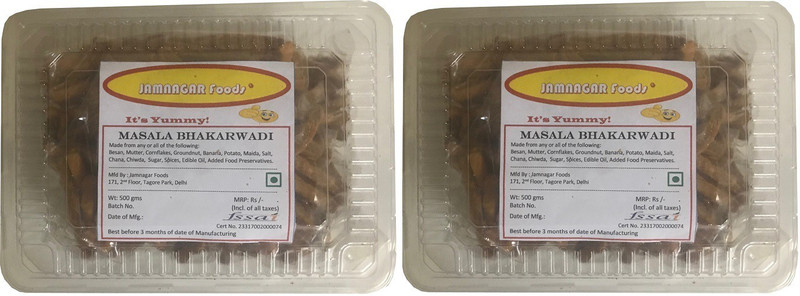 JAMNAGAR Foods®
It's Yummy!
MASALA BHAKARWADI
Made from any or all of the following:
Besan, Mutter, Cornflakes, Groundnut, Banana, Potato, Maida, Salt,
Chana, Chiwda, Sugar, Spices, Edible Oil, Added Food Preservatives.
Mfd By : Jamnagar Foods
171, 2nd Floor, Tagore Park, Delhi
Wt: 500 gms
MRP: Rs /-
Batch No.
(Incl. of all taxes)
Date of Mfg.:
fssai
Cert No. 23317002000074
Best before 3 months of date of Manufacturing
JAMNAGAR Foods®
It's Yummy!
MASALA BHAKARWADI
Made from any or all of the following:
Besan, Mutter, Cornflakes, Groundnut, Banana, Potato, Maida, Salt,
Chana, Chiwda, Sugar, Spices, Edible Oil, Added Food Preservatives.
Mfd By : Jamnagar Foods
171, 2nd Floor, Tagore Park, Delhi
Wt: 500 gms
MRP: Rs /-
Batch No.
(Incl. of all taxes)
Date of Mfg.:
fssai
Cert No. 23317002000074
Best before 3 months of date of Manufacturing